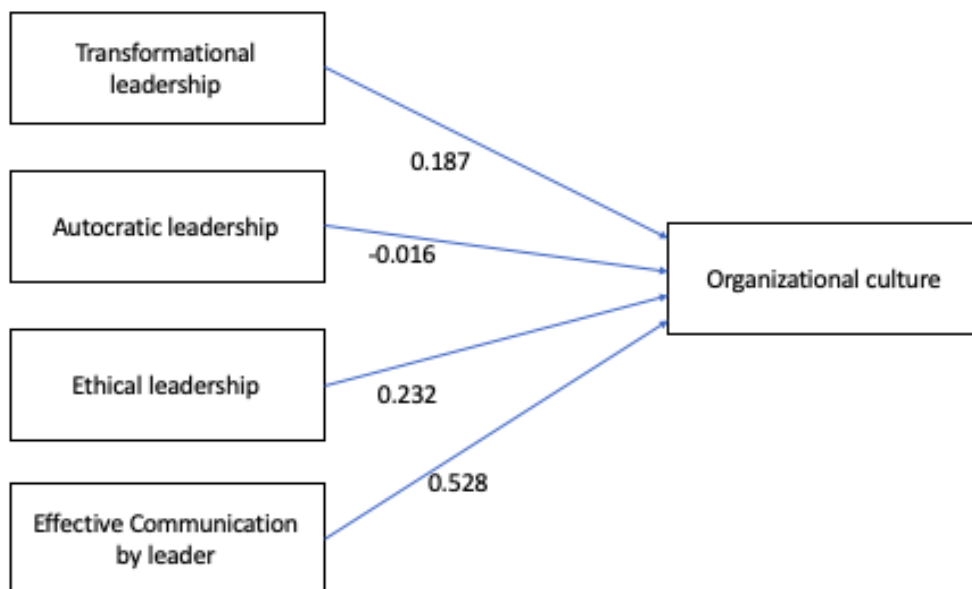 Transformational
leadership
0.187
Autocratic leadership
-0.016
Organizational culture
Ethical leadership
0.232
0.528
Effective Communication
by leader